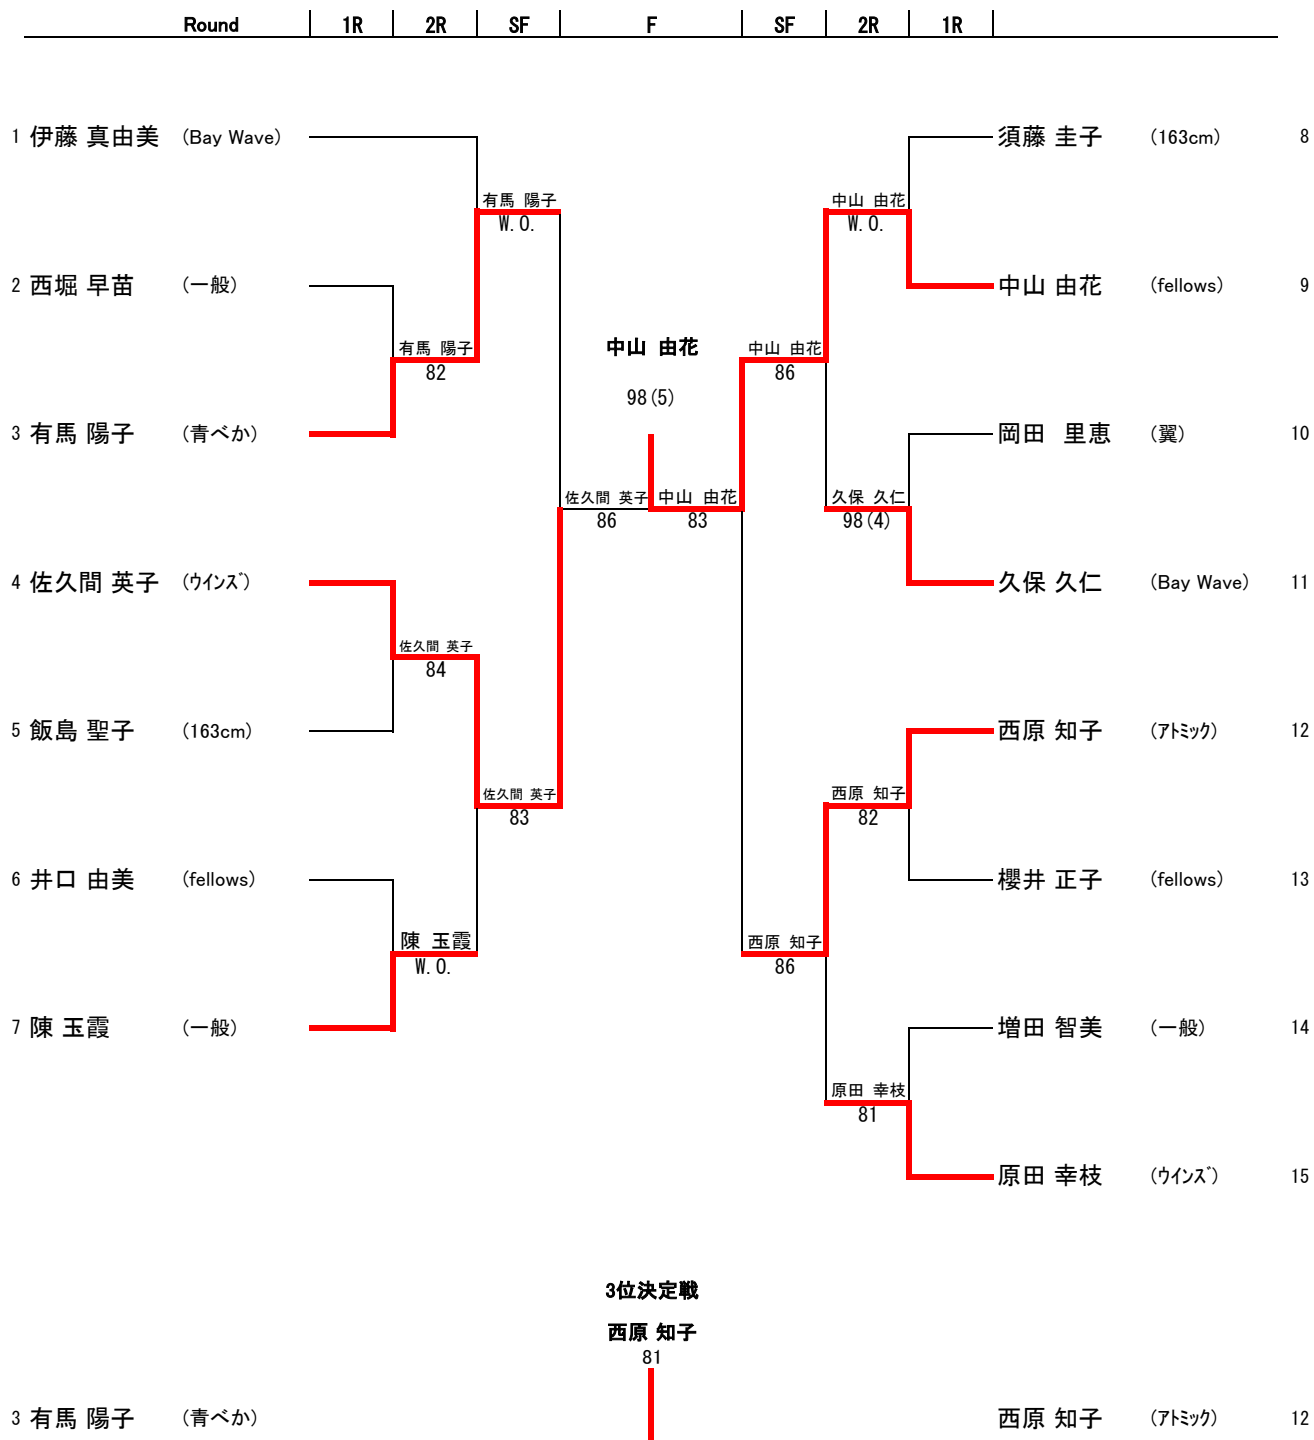 Round 1R 2R SF F SF 2R 1R
1 伊藤 真由美 (Bay Wave) 須藤 圭子 (163cm) 8
有馬 陽子 中山 由花
W.O. W.O.
2 西堀 早苗 (一般) 中山 由花 (fellows) 9
有馬 陽子 中山 由花 中山 由花
82 86
98(5)
3 有馬 陽子 (青べか) 岡田 里恵 (翼) 10
佐久間 英子 中山 由花 久保 久仁
86 83 98(4)
4 佐久間 英子 (ウインズ) 久保 久仁 (Bay Wave) 11
佐久間 英子
84
5 飯島 聖子 (163cm) 西原 知子 (アトミック) 12
佐久間 英子 西原 知子
83 82
6 井口 由美 (fellows) 櫻井 正子 (fellows) 13
陳 玉霞 西原 知子
W.O. 86
7 陳 玉霞 (一般) 増田 智美 (一般) 14
原田 幸枝
81
原田 幸枝 (ウインズ) 15
3位決定戦
西原 知子
81
3 有馬 陽子 (青べか) 西原 知子 (アトミック) 12